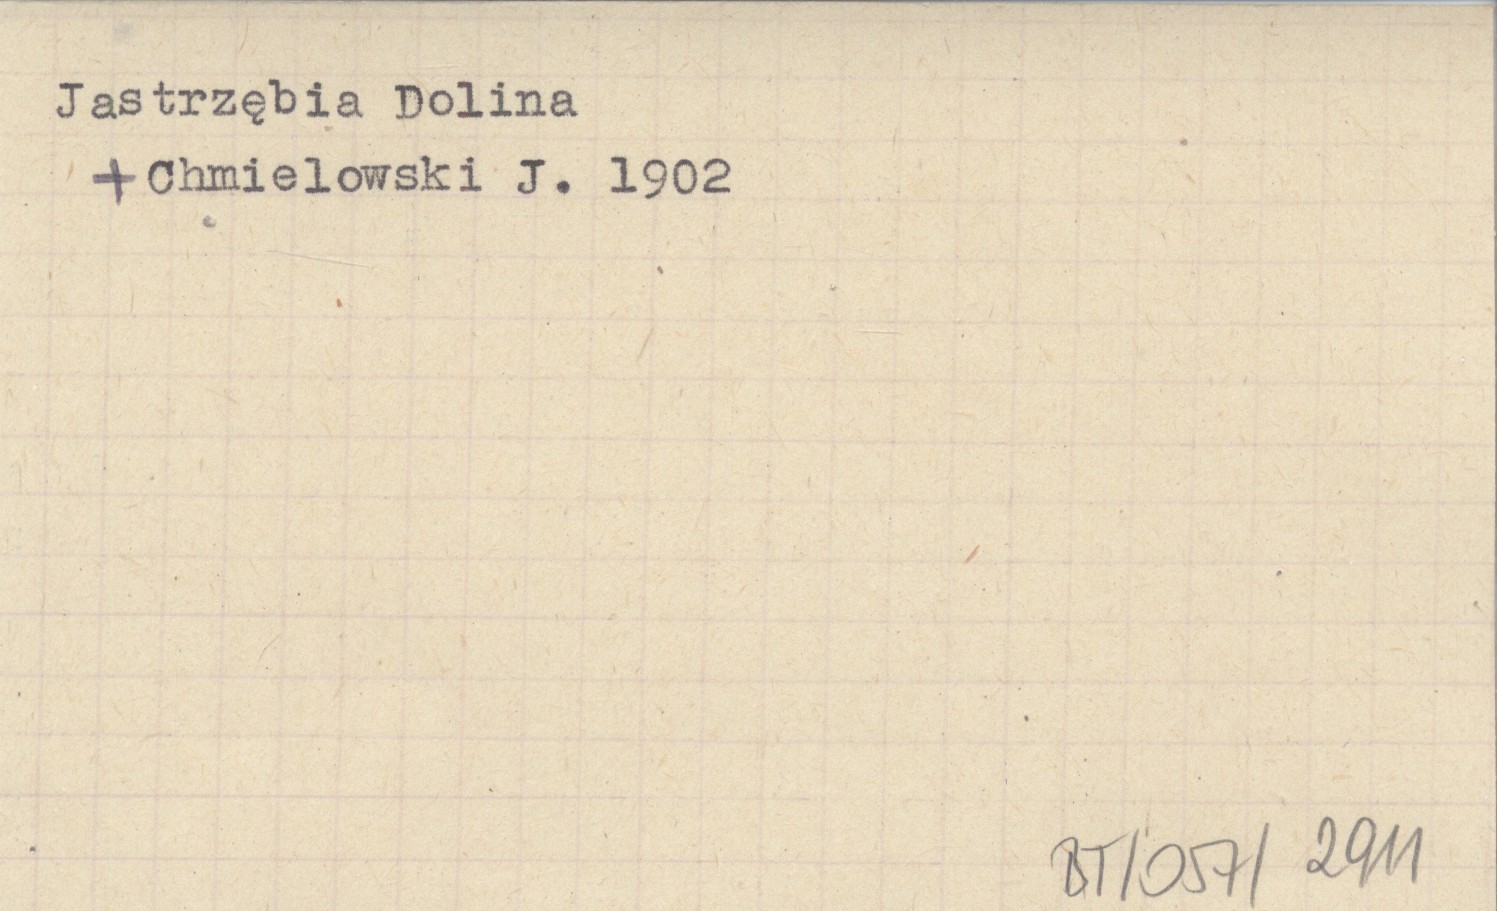 Jastrzębia Dolina
+ Chmielowski J. 1902
BT/057/ 2911